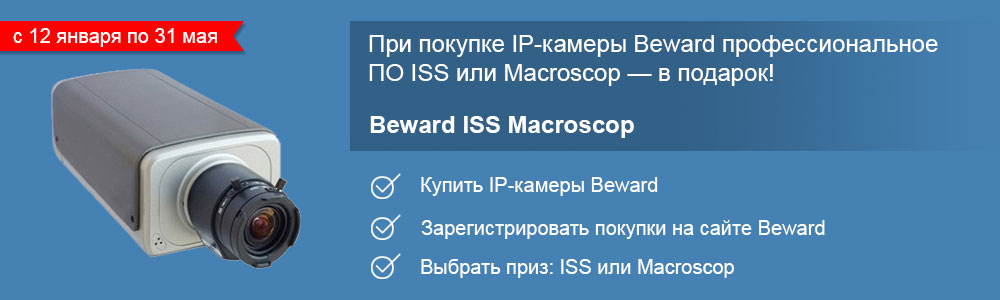 с 12 января по 31 мая
При покупке IP-камеры Beward профессиональное
ПО ISS или Macroscop — в подарок!
Beward ISS Macroscop
Купить IP-камеры Beward
Зарегистрировать покупки на сайте Beward
Выбрать приз: ISS или Macroscop